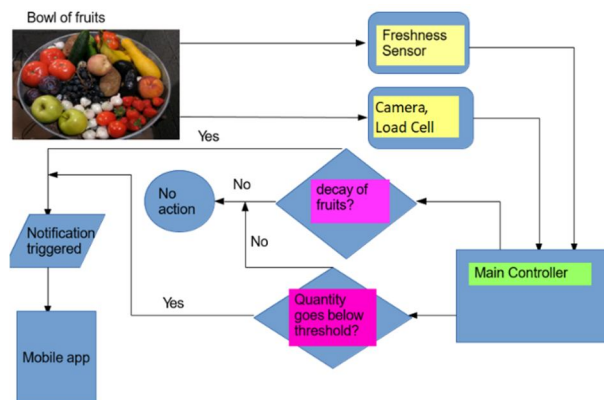 Bowl of fruits
Freshness
Sensor
Camera,
Load Cell
Yes
No
action
No
decay of
fruits?
Notification
triggered
No
Main Controller
Quantity
goes below
threshold?
Yes
Mobile app